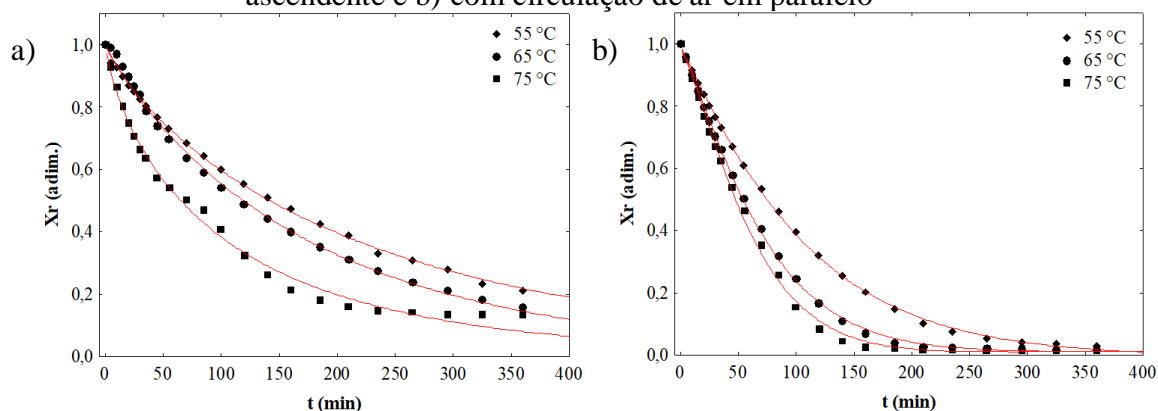 ascendente e b) com circulação de ar em paralelo
a)
1,0
0,8
0,6
0,4
0,2
0,0
Xr (adim.)
55 °C
65 °C
75 °C
0 50 100 150 200 250 300 350 400
t (min)
b)
1,0
0,8
0,6
0,4
0,2
0,0
Xr (adim.)
55 °C
65 °C
75 °C
0 50 100 150 200 250 300 350 400
t (min)